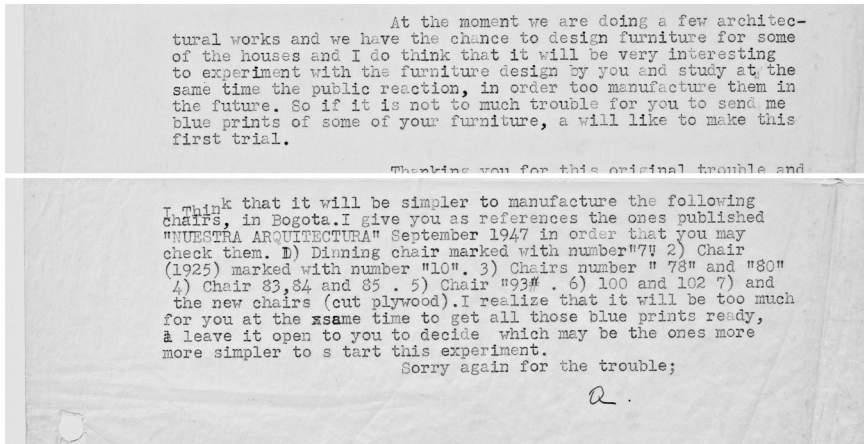 At the moment we are doing a few architec-
tural works and we have the chance to design furniture for some
of the houses and I do think that it will be very interesting
to experiment with the furniture design by you and study at the
same time the public reaction, in order too manufacture them in
the future. So if it is not to much trouble for you to send me
blue prints of some of your furniture, a will like to make this
first trial.
Thanking you for this original trouble and
I Think that it will be simpler to manufacture the following
chairs, in Bogota.I give you as references the ones published
"NUESTRA ARQUITECTURA" September 1947 in order that you may
check them. 1) Dinning chair marked with number"7" 2) Chair
(1925) marked with number "10". 3) Chairs number " 78" and "80"
4) Chair 83,84 and 85 . 5) Chair "93# . 6) 100 and 102 7) and
the new chairs (cut plywood).I realize that it will be too much
for you at the xsame time to get all those blue prints ready,
i leave it open to you to decide which may be the ones more
more simpler to s tart this experiment.
Sorry again for the trouble;
a .